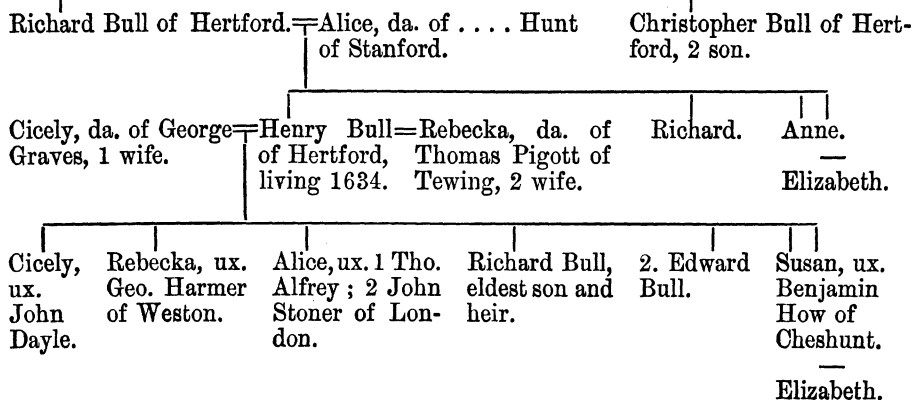 Richard Bull of Hertford.=Alice, da. of .... Hunt
of Stanford.
Christopher Bull of Hert-
ford, 2 son.
Cicely, da. of George=Henry Bull=Rebecka, da. of
Graves, 1 wife.
of Hertford,
living 1634.
Thomas Pigott of
Tewing, 2 wife.
Richard.
Anne.
—
Elizabeth.
Cicely,
ux.
John
Dayle.
Rebecka, ux.
Geo. Harmer
of Weston.
Alice, ux. 1 Tho.
Alfrey ; 2 John
Stoner of Lon-
don.
Richard Bull,
eldest son and
heir.
2. Edward
Bull.
Susan, ux.
Benjamin
How of
Cheshunt.
—
Elizabeth.